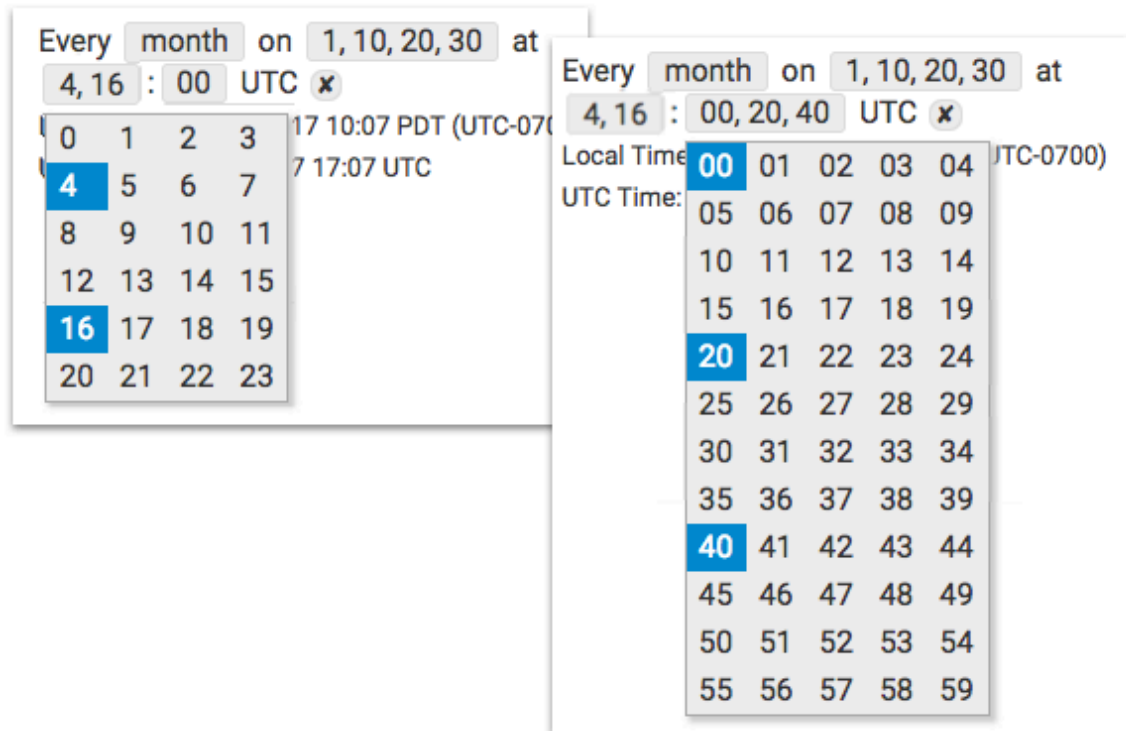 Every month on 1, 10, 20, 30 at
4, 16 : 00 UTC ✘
17 10:07 PDT (UTC-070
7 17:07 UTC
0 1 2 3
4 5 6 7
8 9 10 11
12 13 14 15
16 17 18 19
20 21 22 23
Every month on 1, 10, 20, 30 at
4, 16 : 00, 20, 40 UTC ✘
Local Time UTC-0700)
UTC Time:
00 01 02 03 04
05 06 07 08 09
10 11 12 13 14
15 16 17 18 19
20 21 22 23 24
25 26 27 28 29
30 31 32 33 34
35 36 37 38 39
40 41 42 43 44
45 46 47 48 49
50 51 52 53 54
55 56 57 58 59